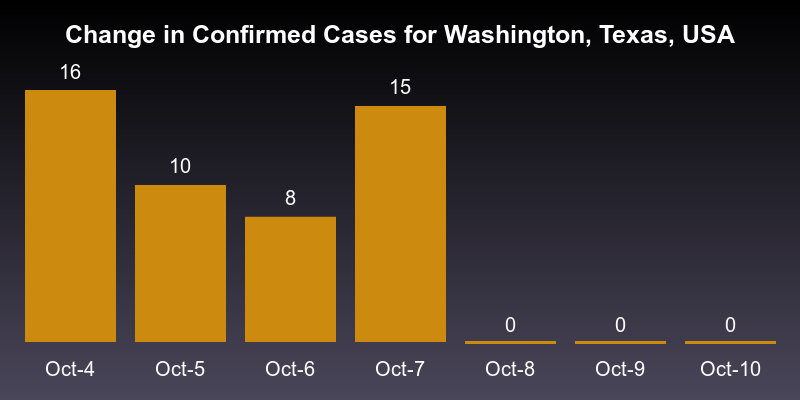 Change in Confirmed Cases for Washington, Texas, USA
16
10
8
15
0
0
0
Oct-4
Oct-5
Oct-6
Oct-7
Oct-8
Oct-9
Oct-10